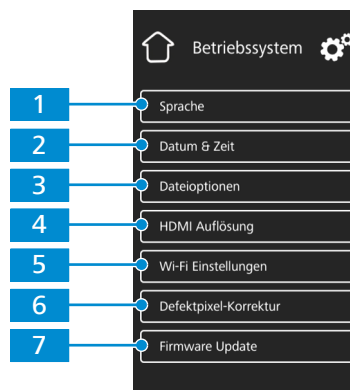 Betriebssystem
1 Sprache
2 Datum & Zeit
3 Dateioptionen
4 HDMI Auflösung
5 Wi-Fi Einstellungen
6 Defektpixel-Korrektur
7 Firmware Update